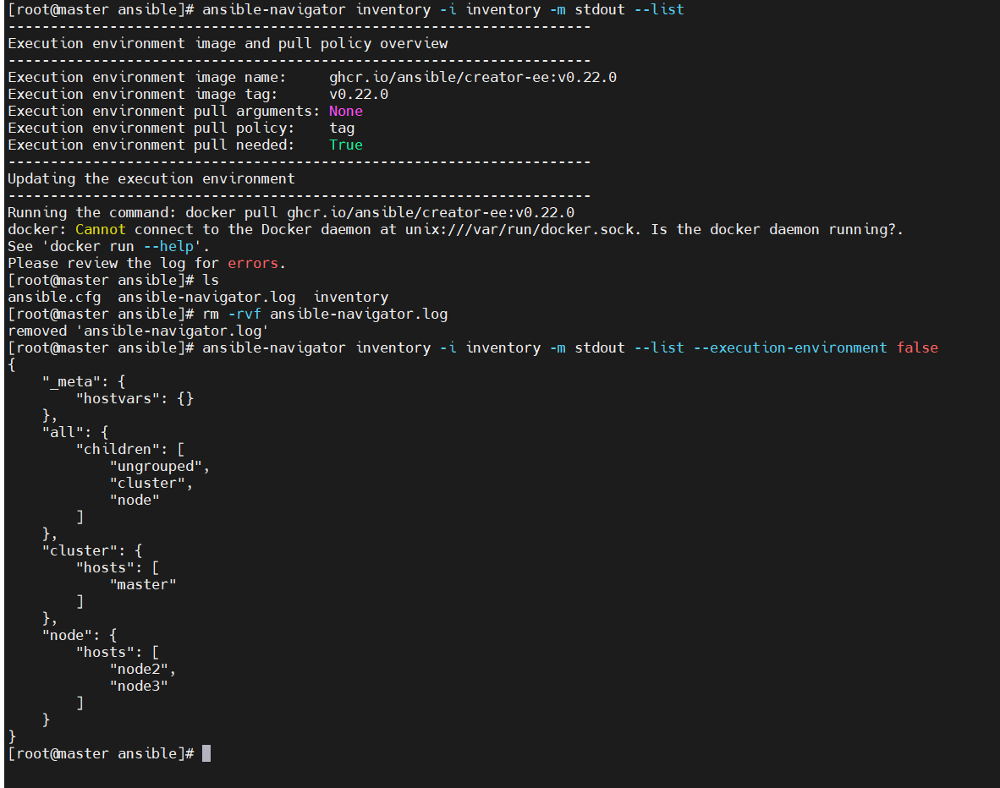 [root@master ansible]# ansible-navigator inventory -i inventory -m stdout --list
---------------------------------------------------------------------
Execution environment image and pull policy overview
---------------------------------------------------------------------
Execution environment image name:     ghcr.io/ansible/creator-ee:v0.22.0
Execution environment image tag:      v0.22.0
Execution environment pull arguments: None
Execution environment pull policy:    tag
Execution environment pull needed:    True
---------------------------------------------------------------------
Updating the execution environment
---------------------------------------------------------------------
Running the command: docker pull ghcr.io/ansible/creator-ee:v0.22.0
docker: Cannot connect to the Docker daemon at unix:///var/run/docker.sock. Is the docker daemon running?.
See 'docker run --help'.
Please review the log for errors.
[root@master ansible]# ls
ansible.cfg  ansible-navigator.log  inventory
[root@master ansible]# rm -rvf ansible-navigator.log
removed 'ansible-navigator.log'
[root@master ansible]# ansible-navigator inventory -i inventory -m stdout --list --execution-environment false
{
    "_meta": {
        "hostvars": {}
    },
    "all": {
        "children": [
            "ungrouped",
            "cluster",
            "node"
        ]
    },
    "cluster": {
        "hosts": [
            "master"
        ]
    },
    "node": {
        "hosts": [
            "node2",
            "node3"
        ]
    }
}
[root@master ansible]#